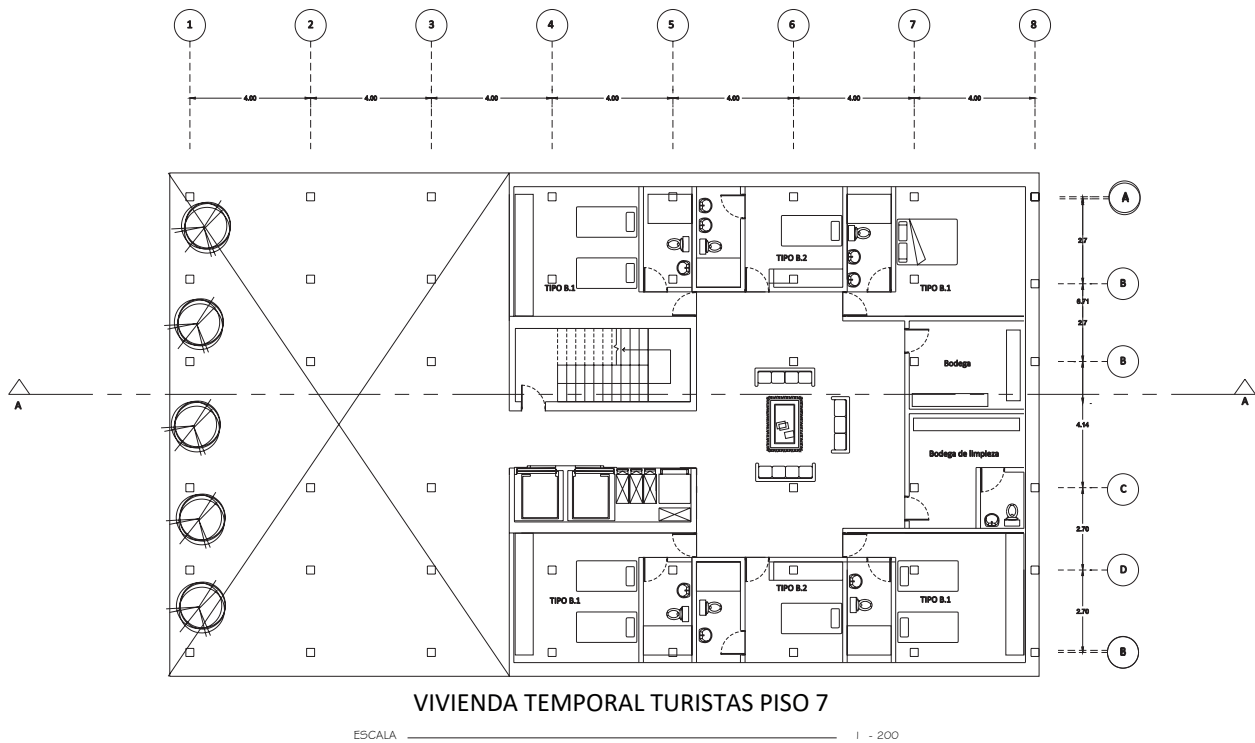 1 2 3 4 5 6 7 8
4.00 4.00 4.00 4.00 4.00 4.00 4.00
A
2.7
B
6.71
2.7
B
4.14
C
2.70
D
2.70
B
TIPO B.1
TIPO B.2
TIPO B.1
Bodega
A A
Bodega de limpieza
TIPO B.1
TIPO B.2
TIPO B.1
VIVIENDA TEMPORAL TURISTAS PISO 7
ESCALA 1 - 200